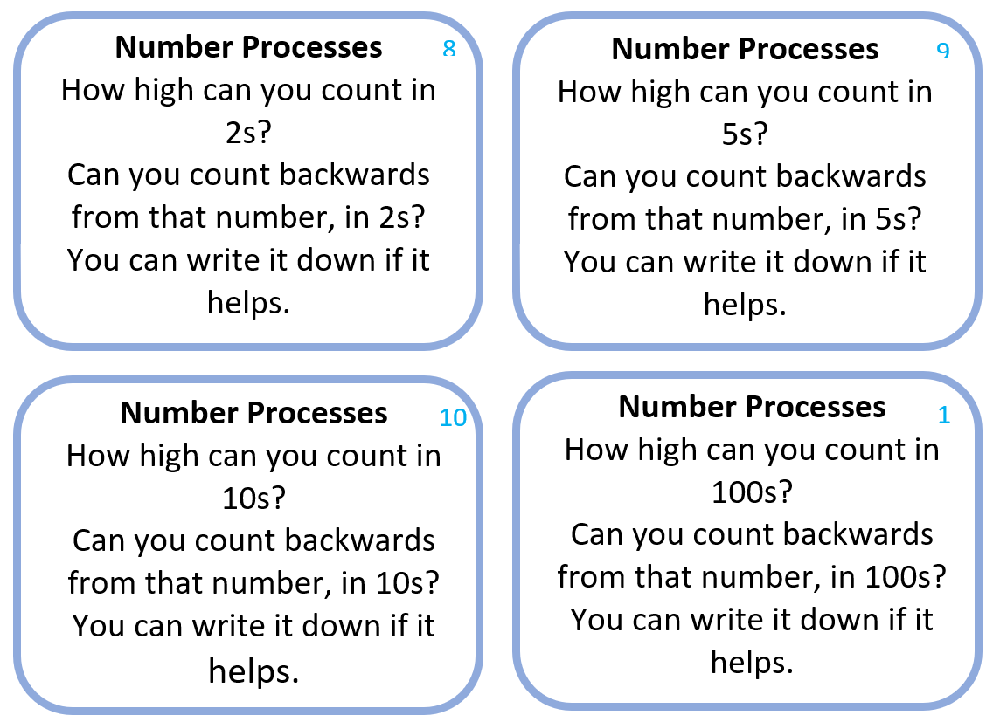 Number Processes 8
How high can you count in
2s?
Can you count backwards
from that number, in 2s?
You can write it down if it
helps.
Number Processes 9
How high can you count in
5s?
Can you count backwards
from that number, in 5s?
You can write it down if it
helps.
Number Processes 10
How high can you count in
10s?
Can you count backwards
from that number, in 10s?
You can write it down if it
helps.
Number Processes 1
How high can you count in
100s?
Can you count backwards
from that number, in 100s?
You can write it down if it
helps.